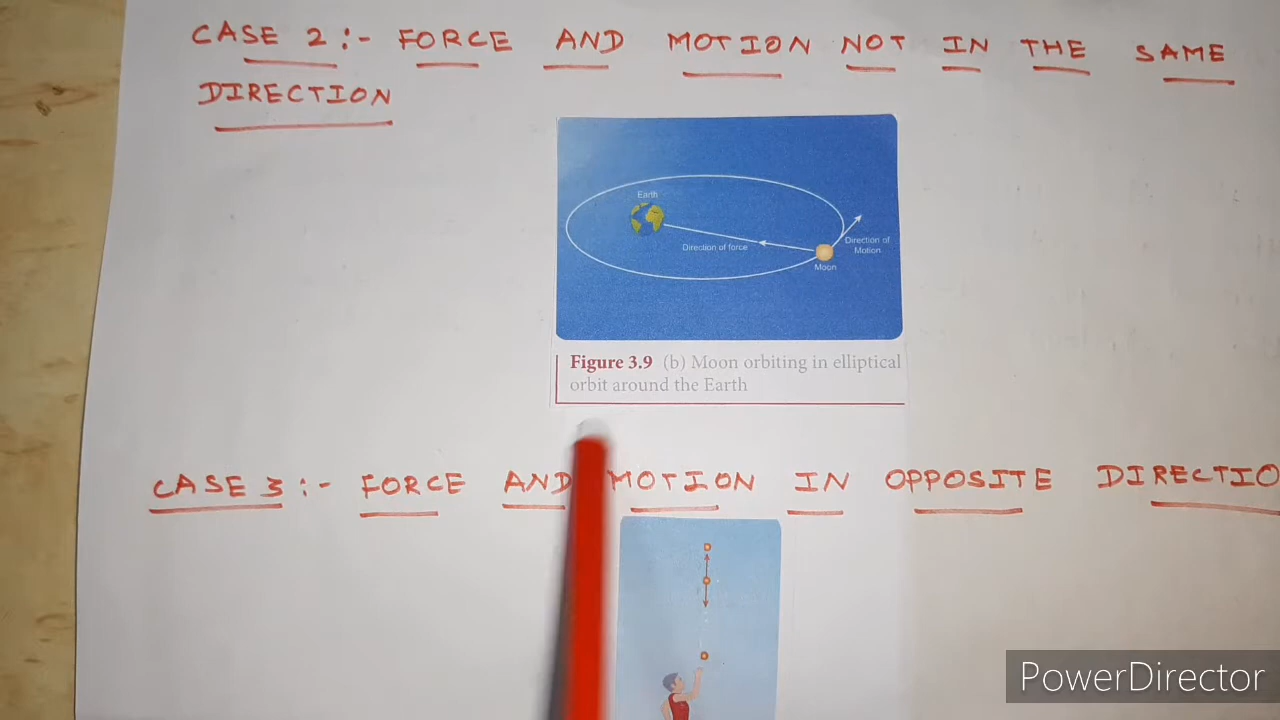 CASE 2 :- FORCE AND MOTION NOT IN THE SAME
DIRECTION
Earth
Direction of force
Direction of
Motion
Moon
Figure 3.9 (b) Moon orbiting in elliptical
orbit around the Earth
CASE 3 :- FORCE AND MOTION IN OPPOSITE DIRECTIO
PowerDirector